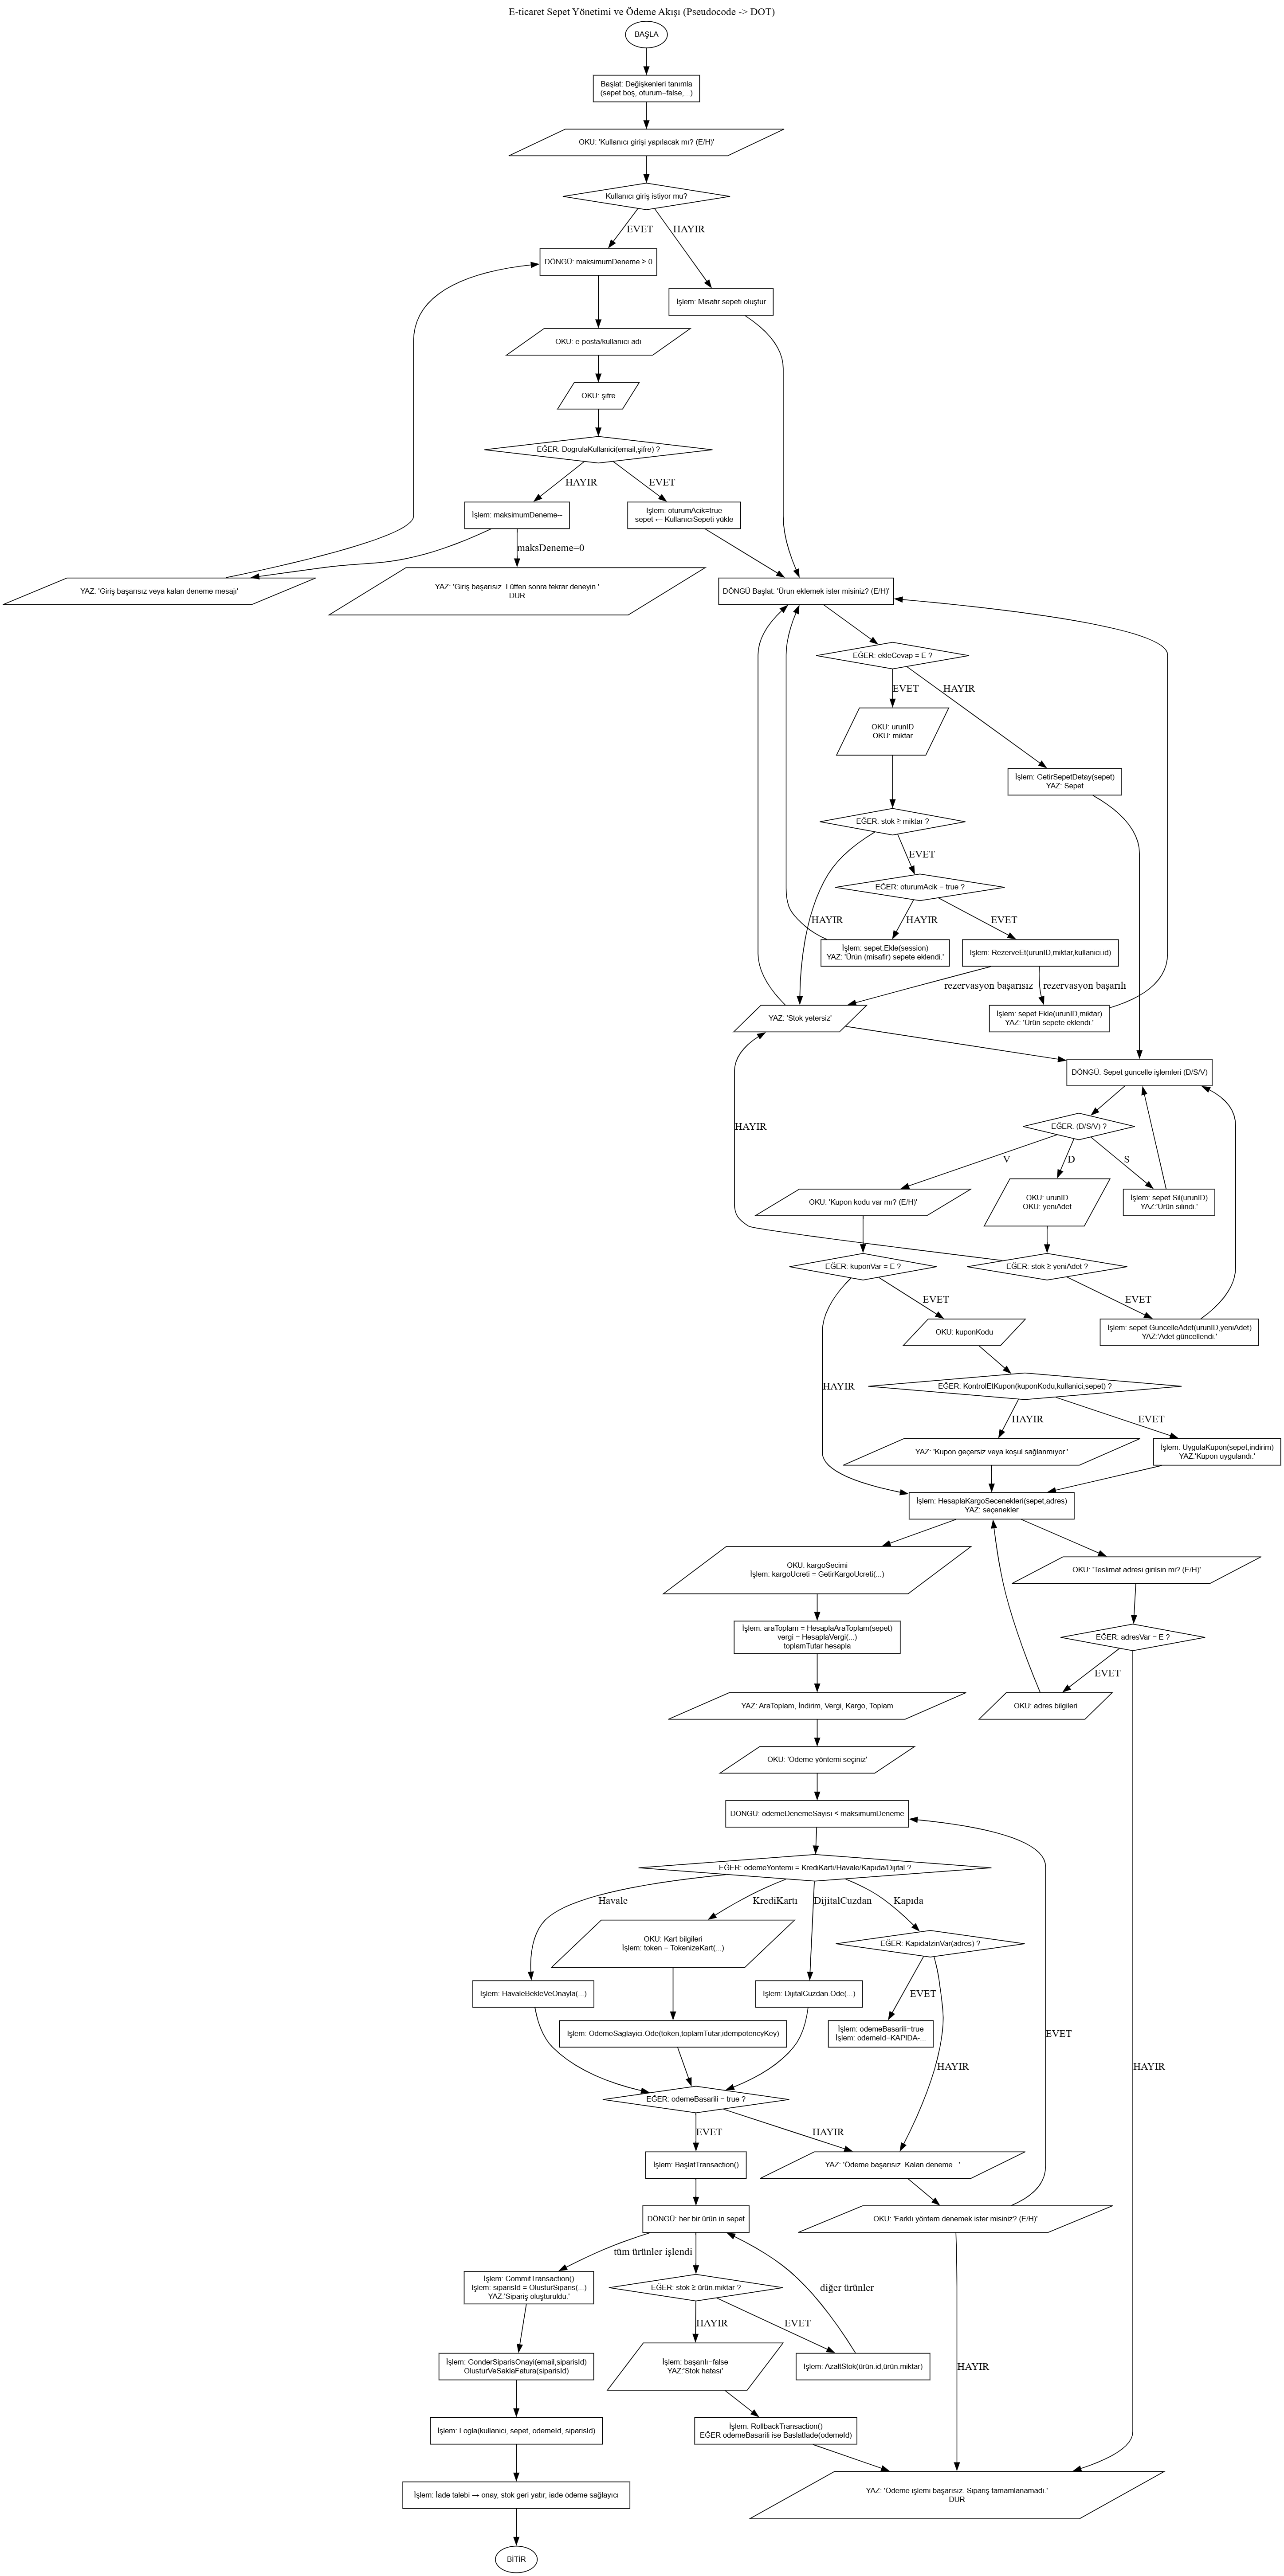 E-ticaret Sepet Yönetimi ve Ödeme Akışı (Pseudocode -> DOT)
BAŞLA
Başlat: Değişkenleri tanımla
(sepet boş, oturum=false,...)
OKU: 'Kullanıcı girişi yapılacak mı? (E/H)'
Kullanıcı giriş istiyor mu?
EVET
HAYIR
DÖNGÜ: maksimumDeneme > 0
İşlem: Misafir sepeti oluştur
OKU: e-posta/kullanıcı adı
OKU: şifre
EĞER: DogrulaKullanici(email,şifre) ?
HAYIR
EVET
İşlem: maksimumDeneme--
İşlem: oturumAcik=true
sepet ← KullanıcıSepeti yükle
maksDeneme=0
YAZ: 'Giriş başarısız veya kalan deneme mesajı'
YAZ: 'Giriş başarısız. Lütfen sonra tekrar deneyin.'
DUR
DÖNGÜ Başlat: 'Ürün eklemek ister misiniz? (E/H)'
EĞER: ekleCevap = E ?
EVET
HAYIR
OKU: urunID
OKU: miktar
İşlem: GetirSepetDetay(sepet)
YAZ: Sepet
EĞER: stok ≥ miktar ?
EVET
EĞER: oturumAcik = true ?
HAYIR
HAYIR
EVET
İşlem: sepet.Ekle(session)
YAZ: 'Ürün (misafir) sepete eklendi.'
İşlem: RezerveEt(urunID,miktar,kullanici.id)
rezervasyon başarısız
rezervasyon başarılı
YAZ: 'Stok yetersiz'
İşlem: sepet.Ekle(urunID,miktar)
YAZ: 'Ürün sepete eklendi.'
DÖNGÜ: Sepet güncelle işlemleri (D/S/V)
HAYIR
EĞER: (D/S/V) ?
V
D
S
OKU: 'Kupon kodu var mı? (E/H)'
OKU: urunID
OKU: yeniAdet
İşlem: sepet.Sil(urunID)
YAZ:'Ürün silindi.'
EĞER: kuponVar = E ?
EĞER: stok ≥ yeniAdet ?
EVET
EVET
OKU: kuponKodu
İşlem: sepet.GuncelleAdet(urunID,yeniAdet)
YAZ:'Adet güncellendi.'
HAYIR
EĞER: KontrolEtKupon(kuponKodu,kullanici,sepet) ?
HAYIR
EVET
YAZ: 'Kupon geçersiz veya koşul sağlanmıyor.'
İşlem: UygulaKupon(sepet,indirim)
YAZ:'Kupon uygulandı.'
İşlem: HesaplaKargoSecenekleri(sepet,adres)
YAZ: seçenekler
OKU: kargoSecimi
İşlem: kargoUcreti = GetirKargoUcreti(...)
OKU: 'Teslimat adresi girilsin mi? (E/H)'
İşlem: araToplam = HesaplaAraToplam(sepet)
vergi = HesaplaVergi(...)
toplamTutar hesapla
EĞER: adresVar = E ?
EVET
YAZ: AraToplam, İndirim, Vergi, Kargo, Toplam
OKU: adres bilgileri
OKU: 'Ödeme yöntemi seçiniz'
DÖNGÜ: odemeDenemeSayisi < maksimumDeneme
EĞER: odemeYontemi = KrediKartı/Havale/Kapıda/Dijital ?
Havale
KrediKartı
DijitalCuzdan
Kapıda
OKU: Kart bilgileri
İşlem: token = TokenizeKart(...)
EĞER: KapidaIzinVar(adres) ?
İşlem: HavaleBekleVeOnayla(...)
İşlem: DijitalCuzdan.Ode(...)
EVET
İşlem: OdemeSaglayici.Ode(token,toplamTutar,idempotencyKey)
İşlem: odemeBasarili=true
İşlem: odemeId=KAPIDA-...
EVET
HAYIR
HAYIR
EĞER: odemeBasarili = true ?
EVET
HAYIR
İşlem: BaşlatTransaction()
YAZ: 'Ödeme başarısız. Kalan deneme...'
DÖNGÜ: her bir ürün in sepet
OKU: 'Farklı yöntem denemek ister misiniz? (E/H)'
tüm ürünler işlendi
İşlem: CommitTransaction()
İşlem: siparisId = OlusturSiparis(...)
YAZ:'Sipariş oluşturuldu.'
EĞER: stok ≥ ürün.miktar ?
diğer ürünler
HAYIR
EVET
İşlem: GonderSiparisOnayi(email,siparisId)
OlusturVeSaklaFatura(siparisId)
İşlem: başarılı=false
YAZ:'Stok hatası'
İşlem: AzaltStok(ürün.id,ürün.miktar)
HAYIR
İşlem: Logla(kullanici, sepet, odemeId, siparisId)
İşlem: RollbackTransaction()
EĞER odemeBasarili ise BaslatIade(odemeId)
İşlem: İade talebi → onay, stok geri yatır, iade ödeme sağlayıcı
YAZ: 'Ödeme işlemi başarısız. Sipariş tamamlanamadı.'
DUR
BİTİR